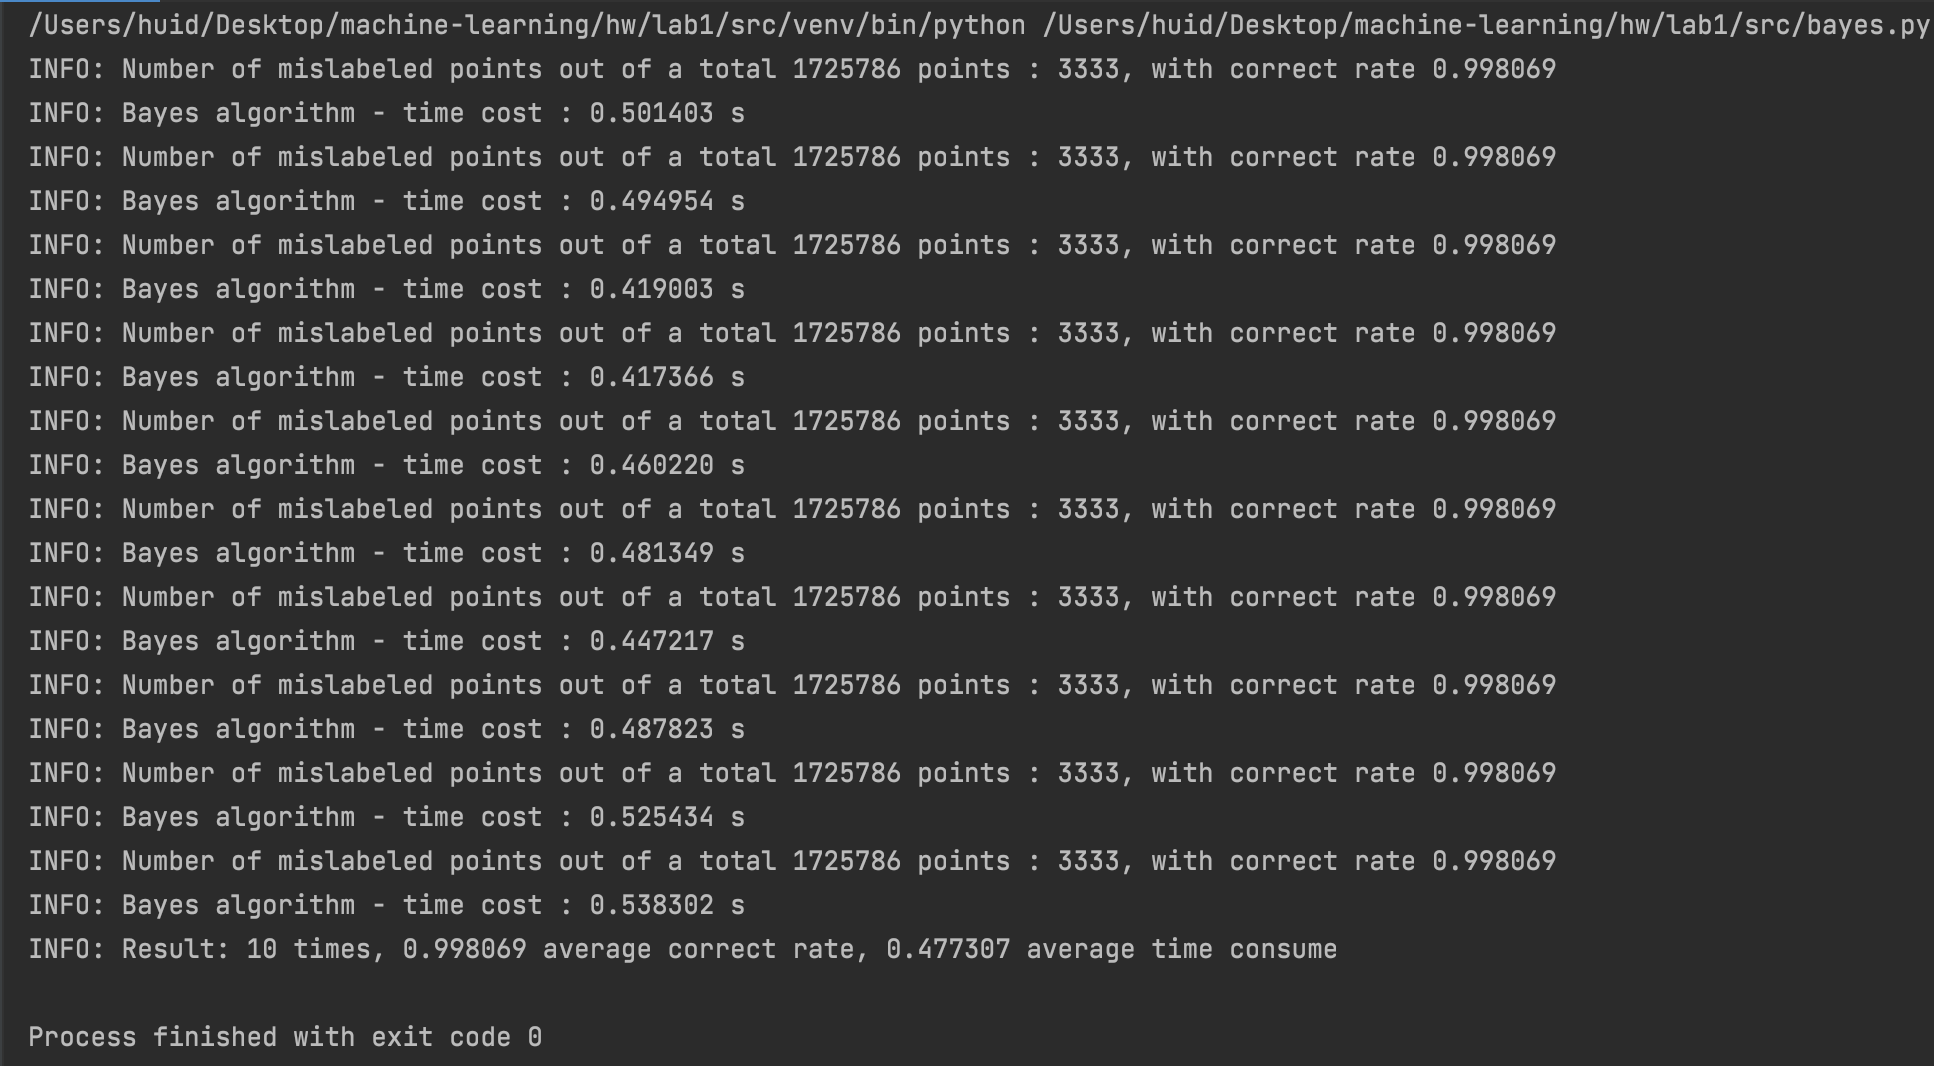 /Users/huid/Desktop/machine-learning/hw/lab1/src/venv/bin/python /Users/huid/Desktop/machine-learning/hw/lab1/src/bayes.py
INFO: Number of mislabeled points out of a total 1725786 points : 3333, with correct rate 0.998069
INFO: Bayes algorithm - time cost : 0.501403 s
INFO: Number of mislabeled points out of a total 1725786 points : 3333, with correct rate 0.998069
INFO: Bayes algorithm - time cost : 0.494954 s
INFO: Number of mislabeled points out of a total 1725786 points : 3333, with correct rate 0.998069
INFO: Bayes algorithm - time cost : 0.419003 s
INFO: Number of mislabeled points out of a total 1725786 points : 3333, with correct rate 0.998069
INFO: Bayes algorithm - time cost : 0.417366 s
INFO: Number of mislabeled points out of a total 1725786 points : 3333, with correct rate 0.998069
INFO: Bayes algorithm - time cost : 0.460220 s
INFO: Number of mislabeled points out of a total 1725786 points : 3333, with correct rate 0.998069
INFO: Bayes algorithm - time cost : 0.481349 s
INFO: Number of mislabeled points out of a total 1725786 points : 3333, with correct rate 0.998069
INFO: Bayes algorithm - time cost : 0.447217 s
INFO: Number of mislabeled points out of a total 1725786 points : 3333, with correct rate 0.998069
INFO: Bayes algorithm - time cost : 0.487823 s
INFO: Number of mislabeled points out of a total 1725786 points : 3333, with correct rate 0.998069
INFO: Bayes algorithm - time cost : 0.525434 s
INFO: Number of mislabeled points out of a total 1725786 points : 3333, with correct rate 0.998069
INFO: Bayes algorithm - time cost : 0.538302 s
INFO: Result: 10 times, 0.998069 average correct rate, 0.477307 average time consume
Process finished with exit code 0